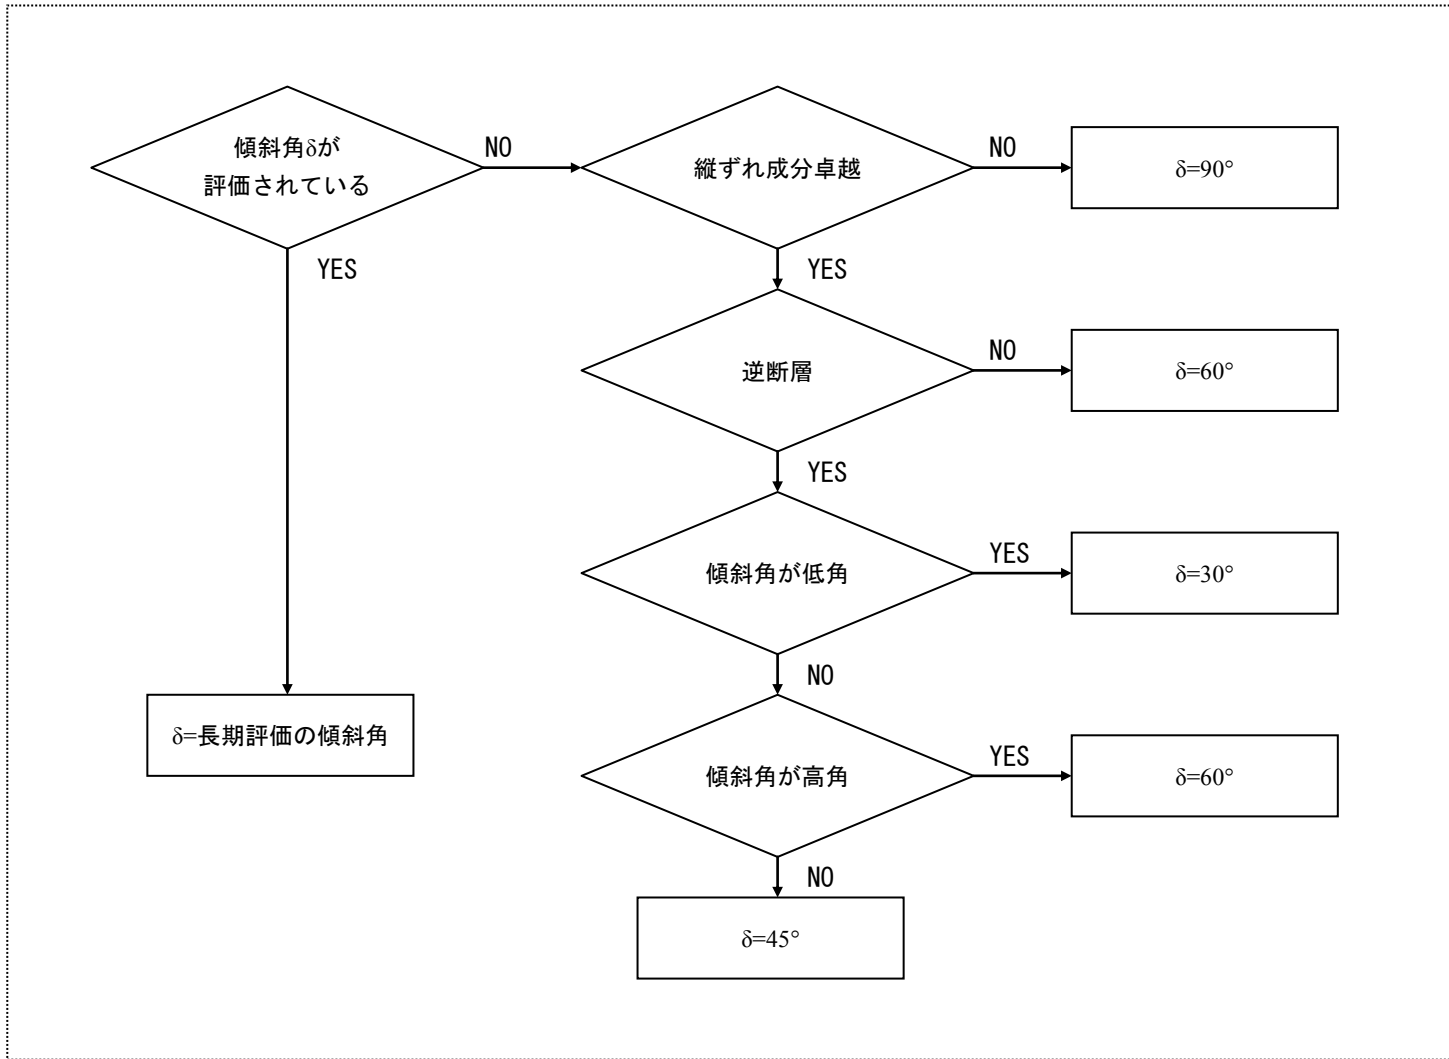 傾斜角δが
評価されている
NO
縦ずれ成分卓越
NO
δ=90°
YES
YES
逆断層
NO
δ=60°
YES
傾斜角が低角
YES
δ=30°
NO
δ=長期評価の傾斜角
傾斜角が高角
YES
δ=60°
NO
δ=45°